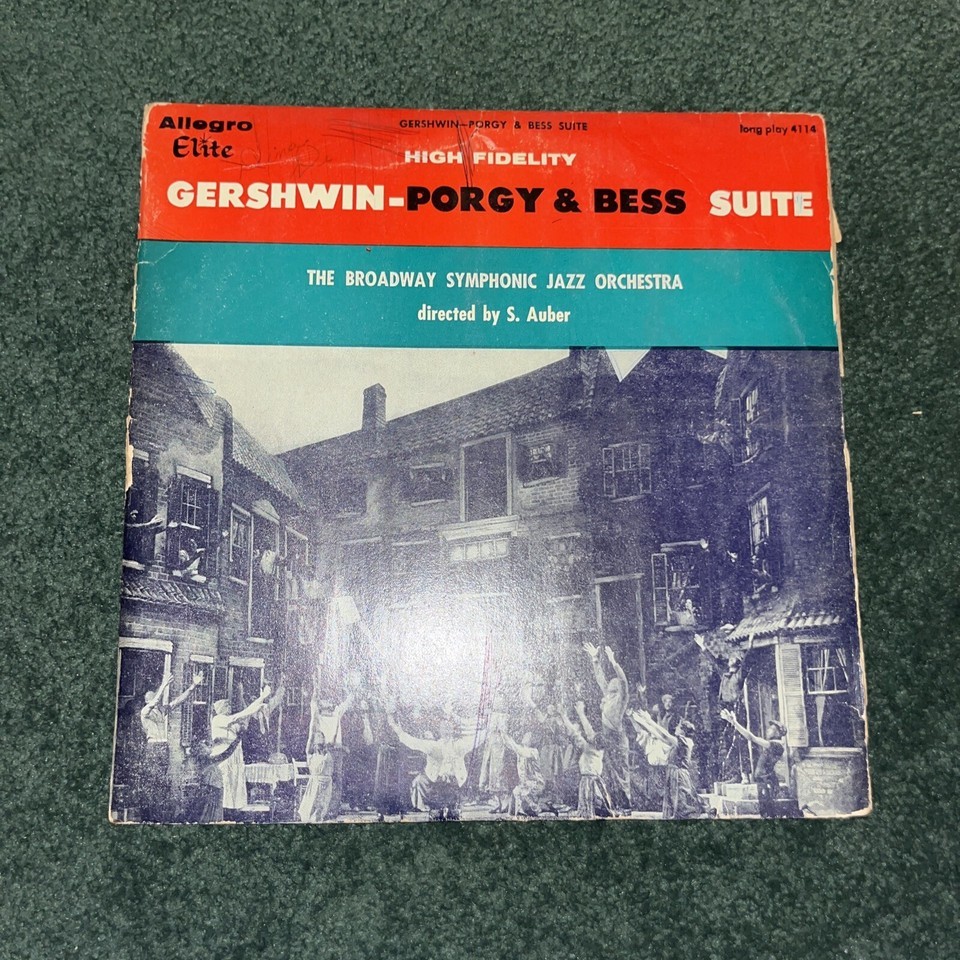 Allegro
Elite
GERSHWIN—PORGY & BESS SUITE
long play 4114
HIGH FIDELITY
GERSHWIN-PORGY & BESS SUITE
THE BROADWAY SYMPHONIC JAZZ ORCHESTRA
directed by S. Auber